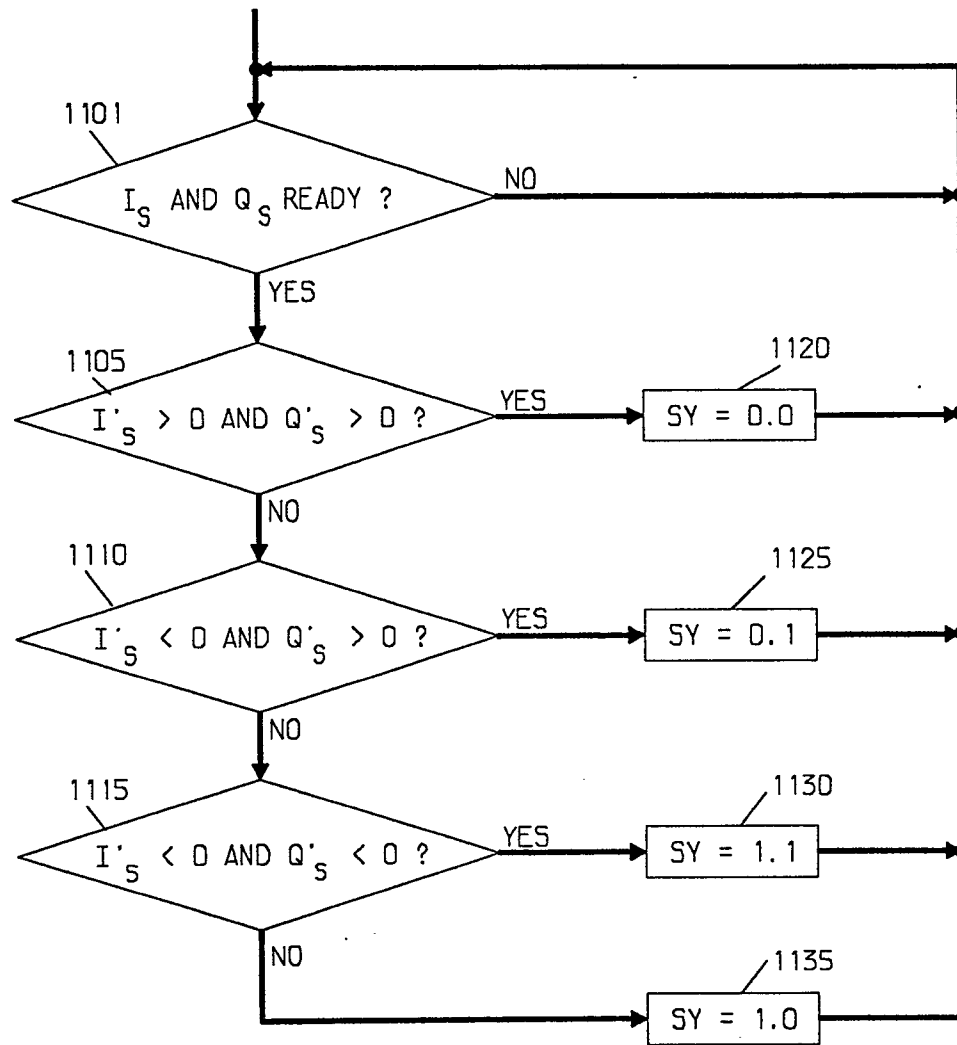 1101
I_S AND Q_S READY ?
NO
YES
1105
I'_S > 0 AND Q'_S > 0 ?
YES
1120
SY = 0.0
NO
1110
I'_S < 0 AND Q'_S > 0 ?
YES
1125
SY = 0.1
NO
1115
I'_S < 0 AND Q'_S < 0 ?
YES
1130
SY = 1.1
NO
1135
SY = 1.0